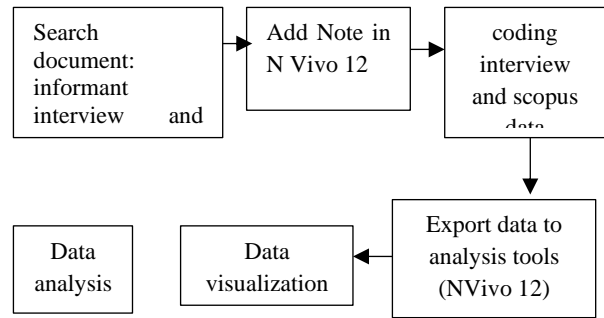 Search
document:
informant
interview and
Add Note in
N Vivo 12
coding
interview
and scopus
data
Export data to
analysis tools
(NVivo 12)
Data
visualization
Data
analysis